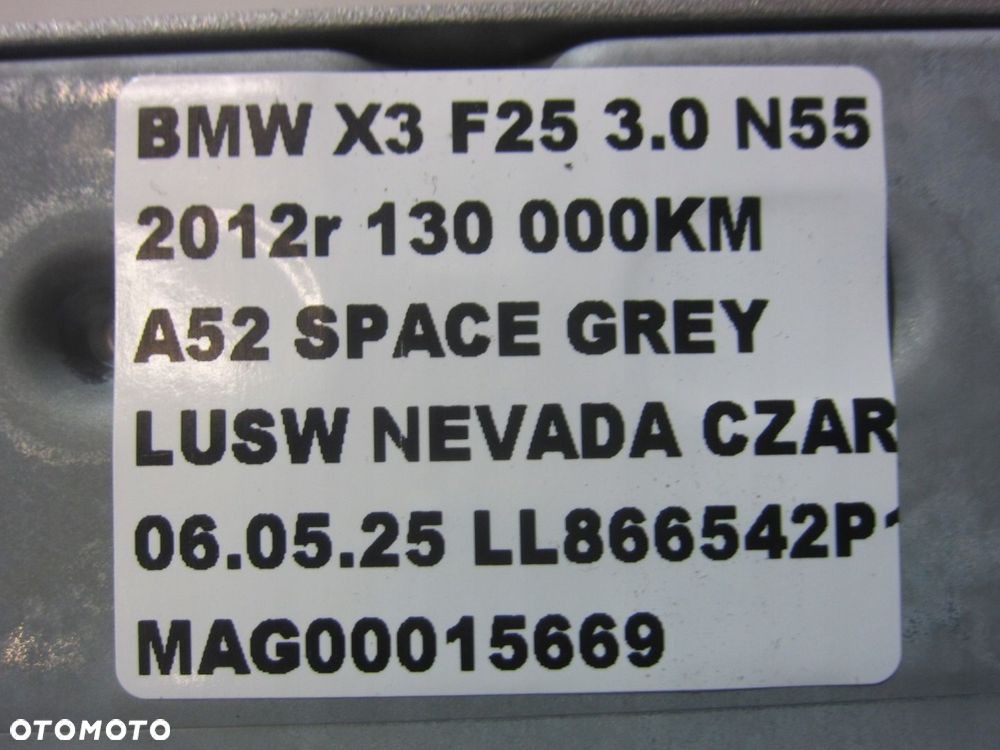 BMW X3 F25 3.0 N55
2012r 130 000KM
A52 SPACE GREY
LUSW NEVADA CZAR
06.05.25 LL866542P1
MAG00015669
OTOMOTO